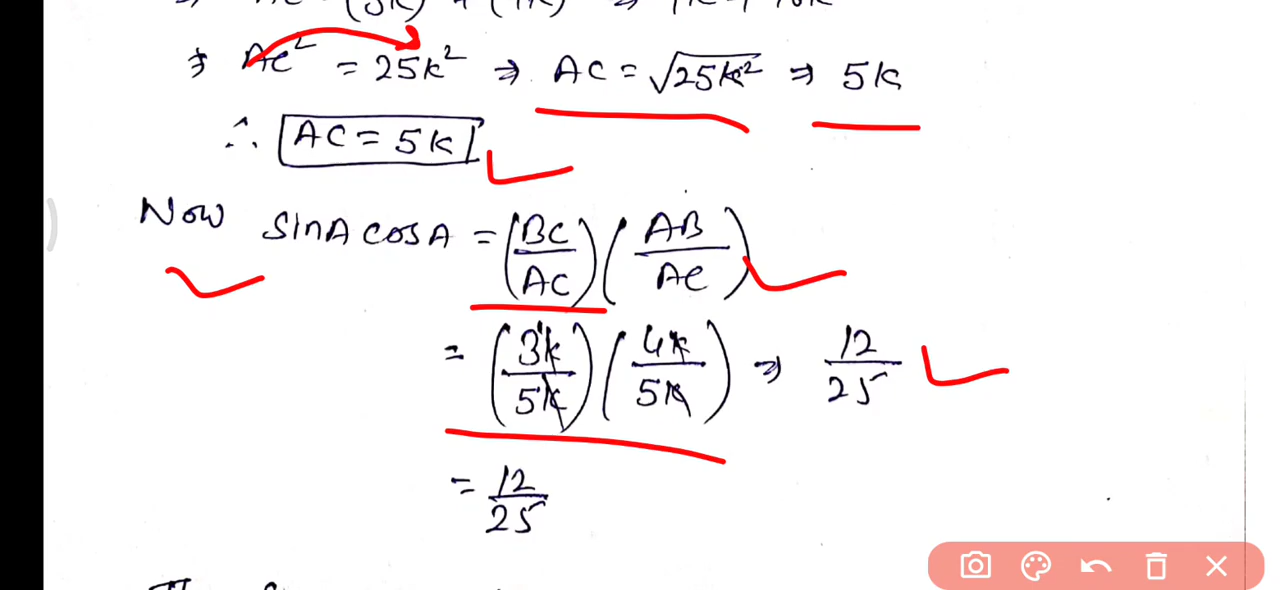 ⇒ AC² = 25k² ⇒ AC = √25k² ⇒ 5k
∴ AC = 5k
Now sinA cosA = (BC/AC) (AB/AC)
= (3k/5k) (4k/5k) ⇒ 12/25
= 12/25